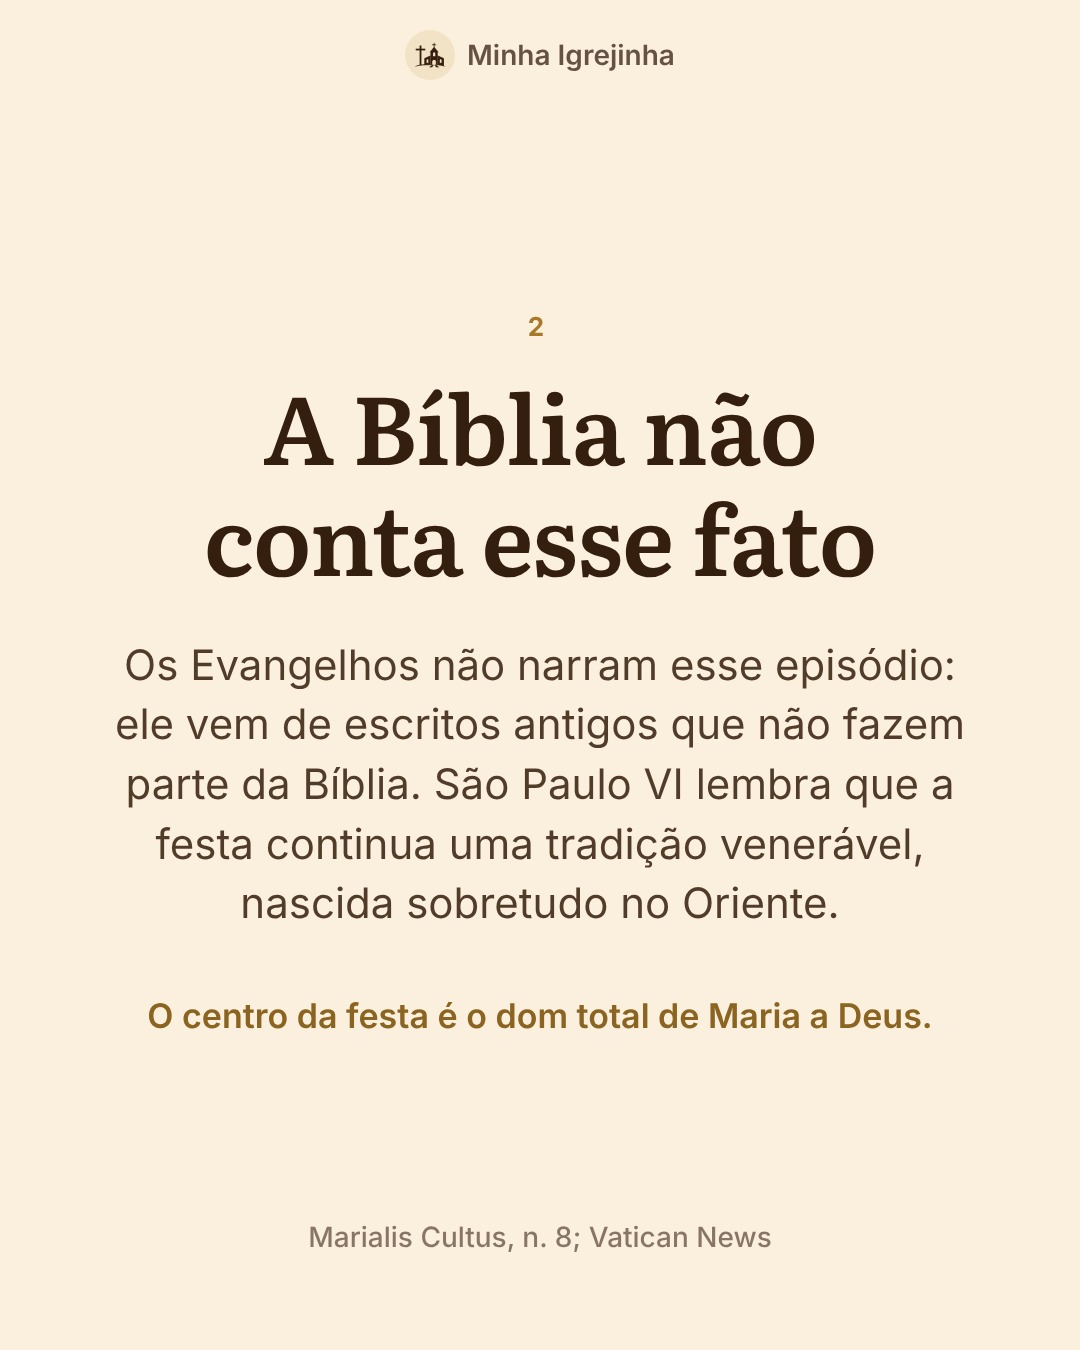 Minha Igrejinha
2
A Bíblia não
conta esse fato
Os Evangelhos não narram esse episódio:
ele vem de escritos antigos que não fazem
parte da Bíblia. São Paulo VI lembra que a
festa continua uma tradição venerável,
nascida sobretudo no Oriente.
O centro da festa é o dom total de Maria a Deus.
Marialis Cultus, n. 8; Vatican News